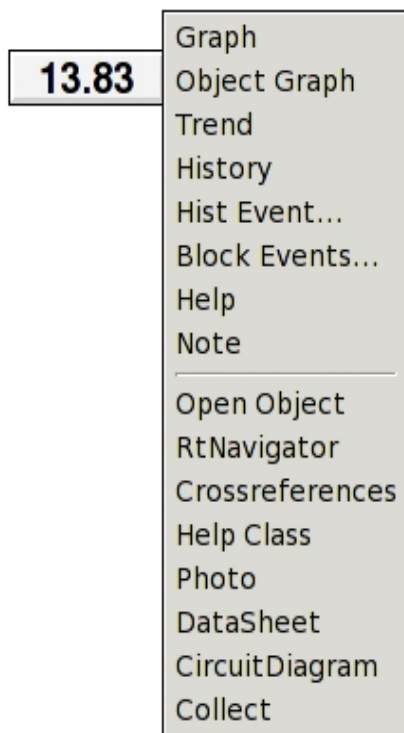 13.83
Graph
Object Graph
Trend
History
Hist Event...
Block Events...
Help
Note
Open Object
RtNavigator
Crossreferences
Help Class
Photo
DataSheet
CircuitDiagram
Collect